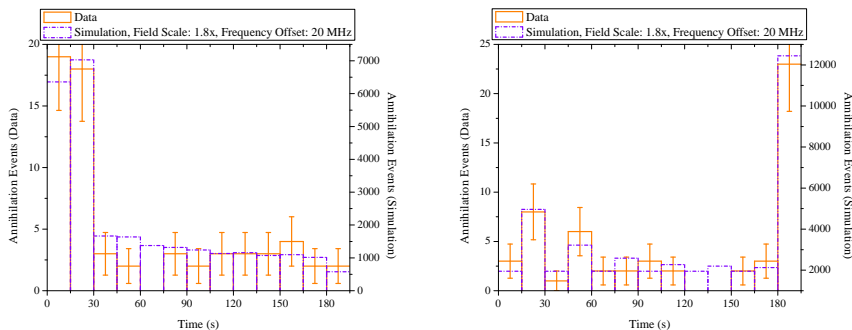 Data
Simulation, Field Scale: 1.8x, Frequency Offset: 20 MHz
20
15
10
5
0
7000
6000
5000
4000
3000
2000
1000
0
0 30 60 90 120 150 180
Annihilation Events (Data)
Annihilation Events (Simulation)
Time (s)
Data
Simulation, Field Scale: 1.8x, Frequency Offset: 20 MHz
25
20
15
10
5
0
12000
10000
8000
6000
4000
2000
0 30 60 90 120 150 180
Annihilation Events (Data)
Annihilation Events (Simulation)
Time (s)